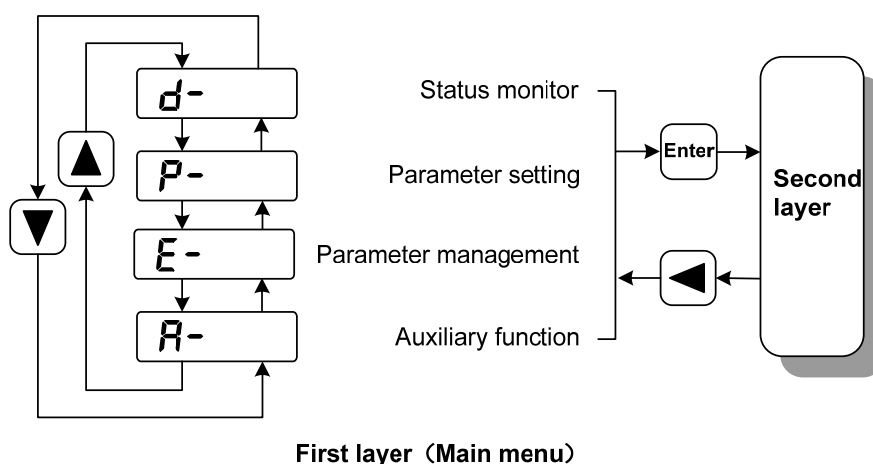 d-
Status monitor
Enter
P-
Parameter setting
Second
layer
E-
Parameter management
A-
Auxiliary function
First layer（Main menu）